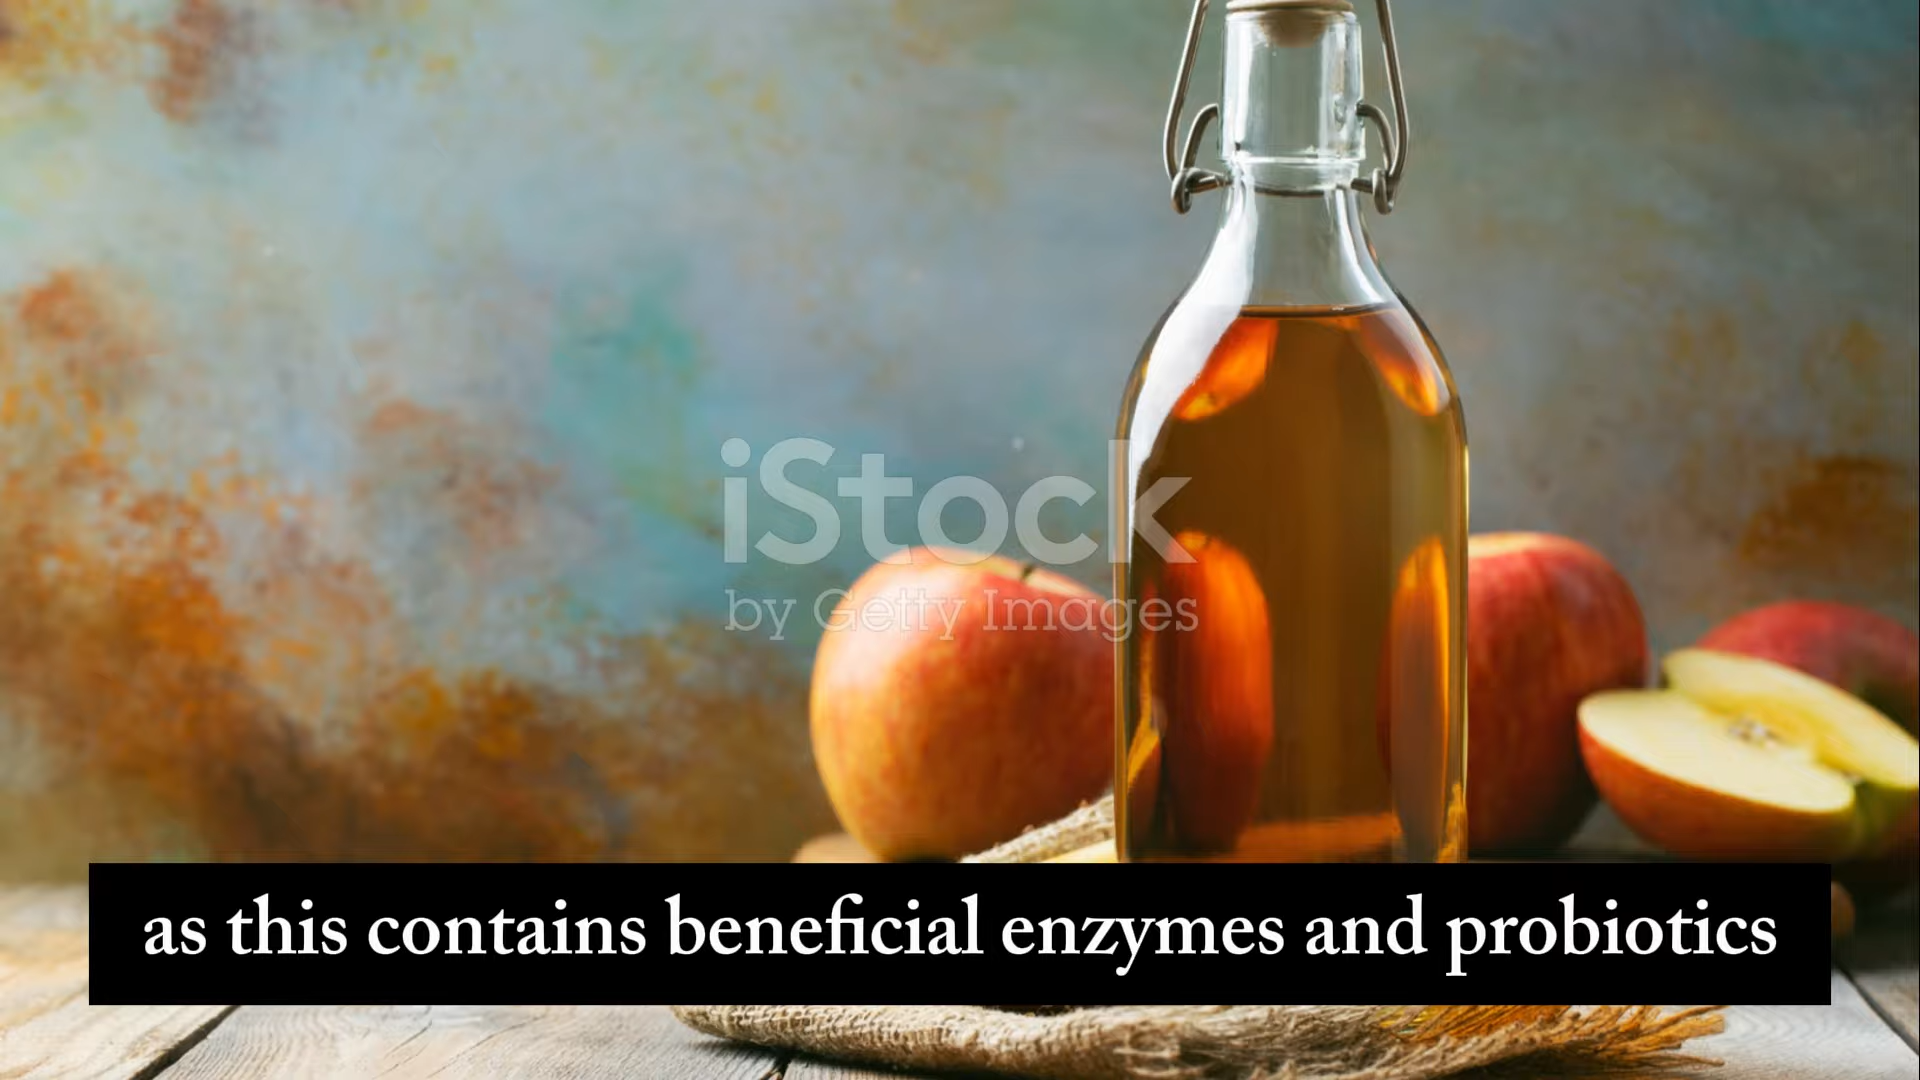 iStock
by Getty Images
as this contains beneficial enzymes and probiotics